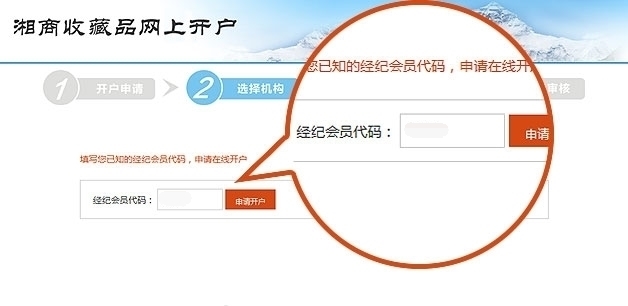 湘商收藏品网上开户
1 开户申请
2 选择机构
审核
您已知的经纪会员代码，申请在线开户
经纪会员代码： 申请
填写您已知的经纪会员代码，申请在线开户
经纪会员代码： 申请开户